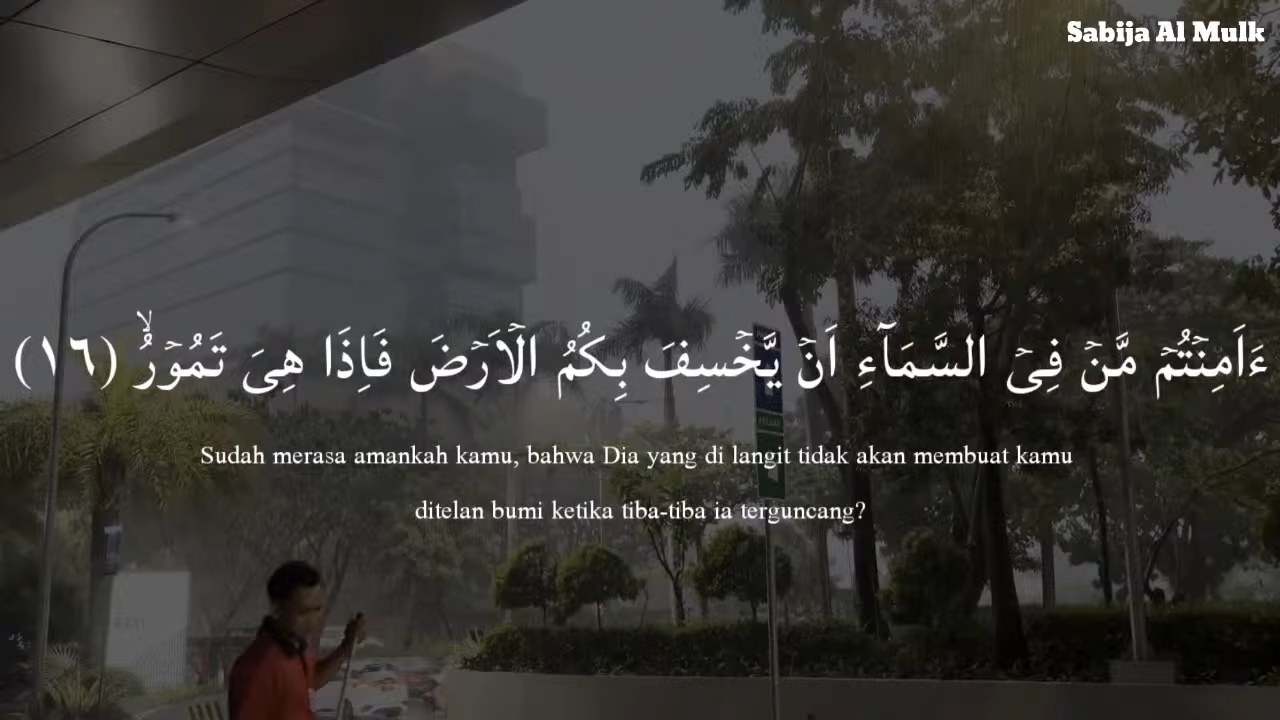 Sabija Al Mulk
ءَاَمِنْتُمْ مَّنْ فِى السَّمَاۤءِ اَنْ يَّخْسِفَ بِكُمُ الْاَرْضَ فَاِذَا هِىَ تَمُوْرُۙ (١٦)
Sudah merasa amankah kamu, bahwa Dia yang di langit tidak akan membuat kamu
ditelan bumi ketika tiba-tiba ia terguncang?